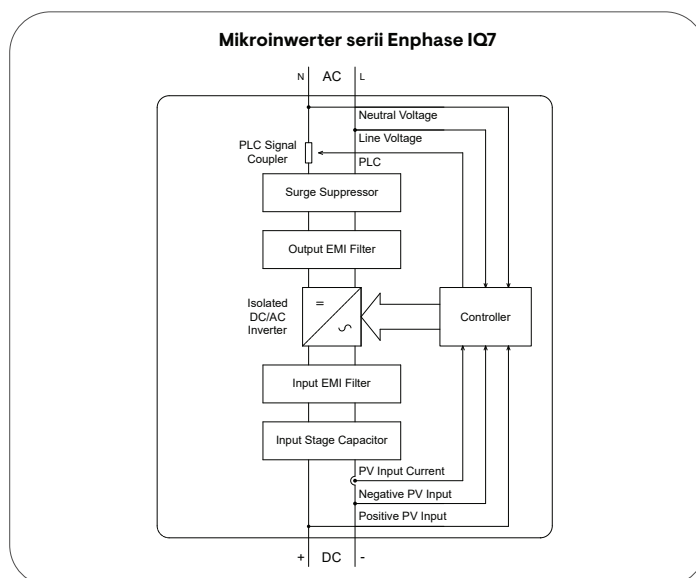 Mikroinwerter serii Enphase IQ7
N AC L
Neutral Voltage
Line Voltage
PLC Signal
Coupler
PLC
Surge Suppressor
Output EMI Filter
Isolated
DC/AC
Inverter
=
∽
Controller
Input EMI Filter
Input Stage Capacitor
PV Input Current
Negative PV Input
Positive PV Input
+ DC -